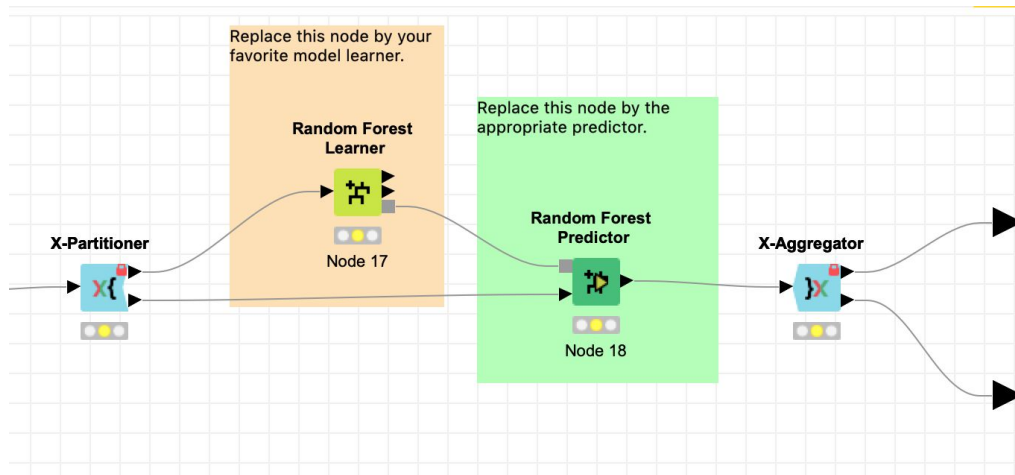 Replace this node by your
favorite model learner.
Random Forest
Learner
Node 17
Replace this node by the
appropriate predictor.
Random Forest
Predictor
Node 18
X-Partitioner
X{
X-Aggregator
}X